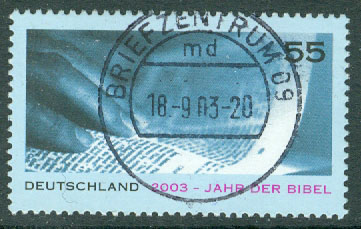 55
BRIEFZENTRUM 09
md
18.-9.03-20
DEUTSCHLAND 2003 - JAHR DER BIBEL